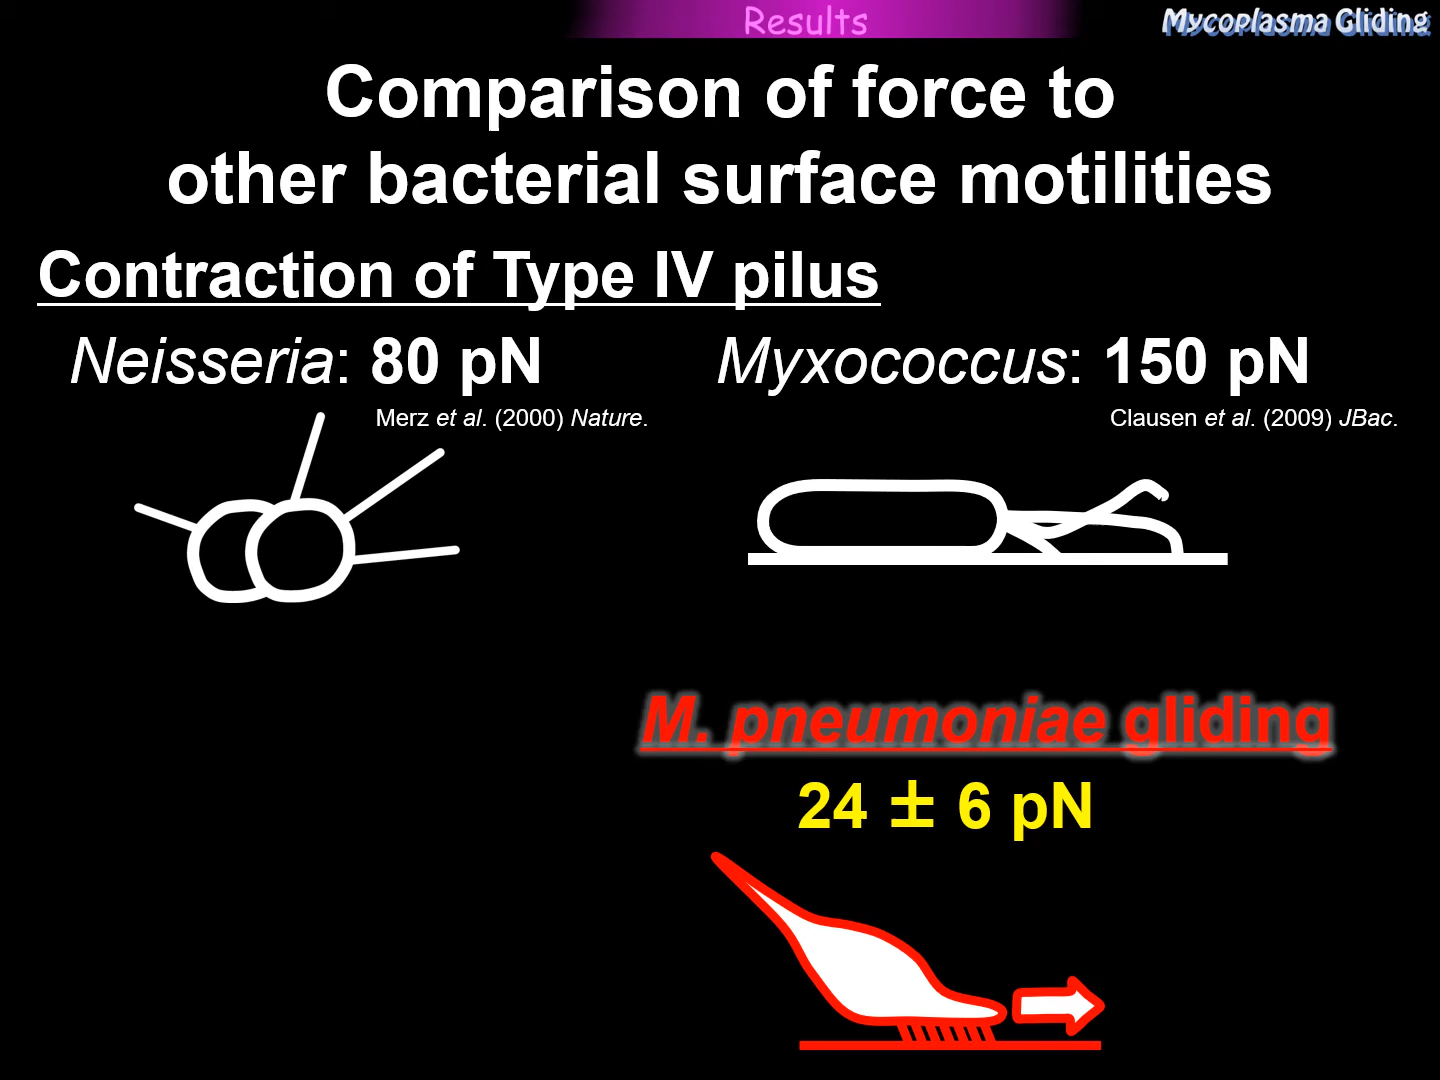 Results
Mycoplasma Gliding
Comparison of force to
other bacterial surface motilities
Contraction of Type IV pilus
Neisseria: 80 pN
Merz et al. (2000) Nature.
Myxococcus: 150 pN
Clausen et al. (2009) JBac.
M. pneumoniae gliding
24 ± 6 pN